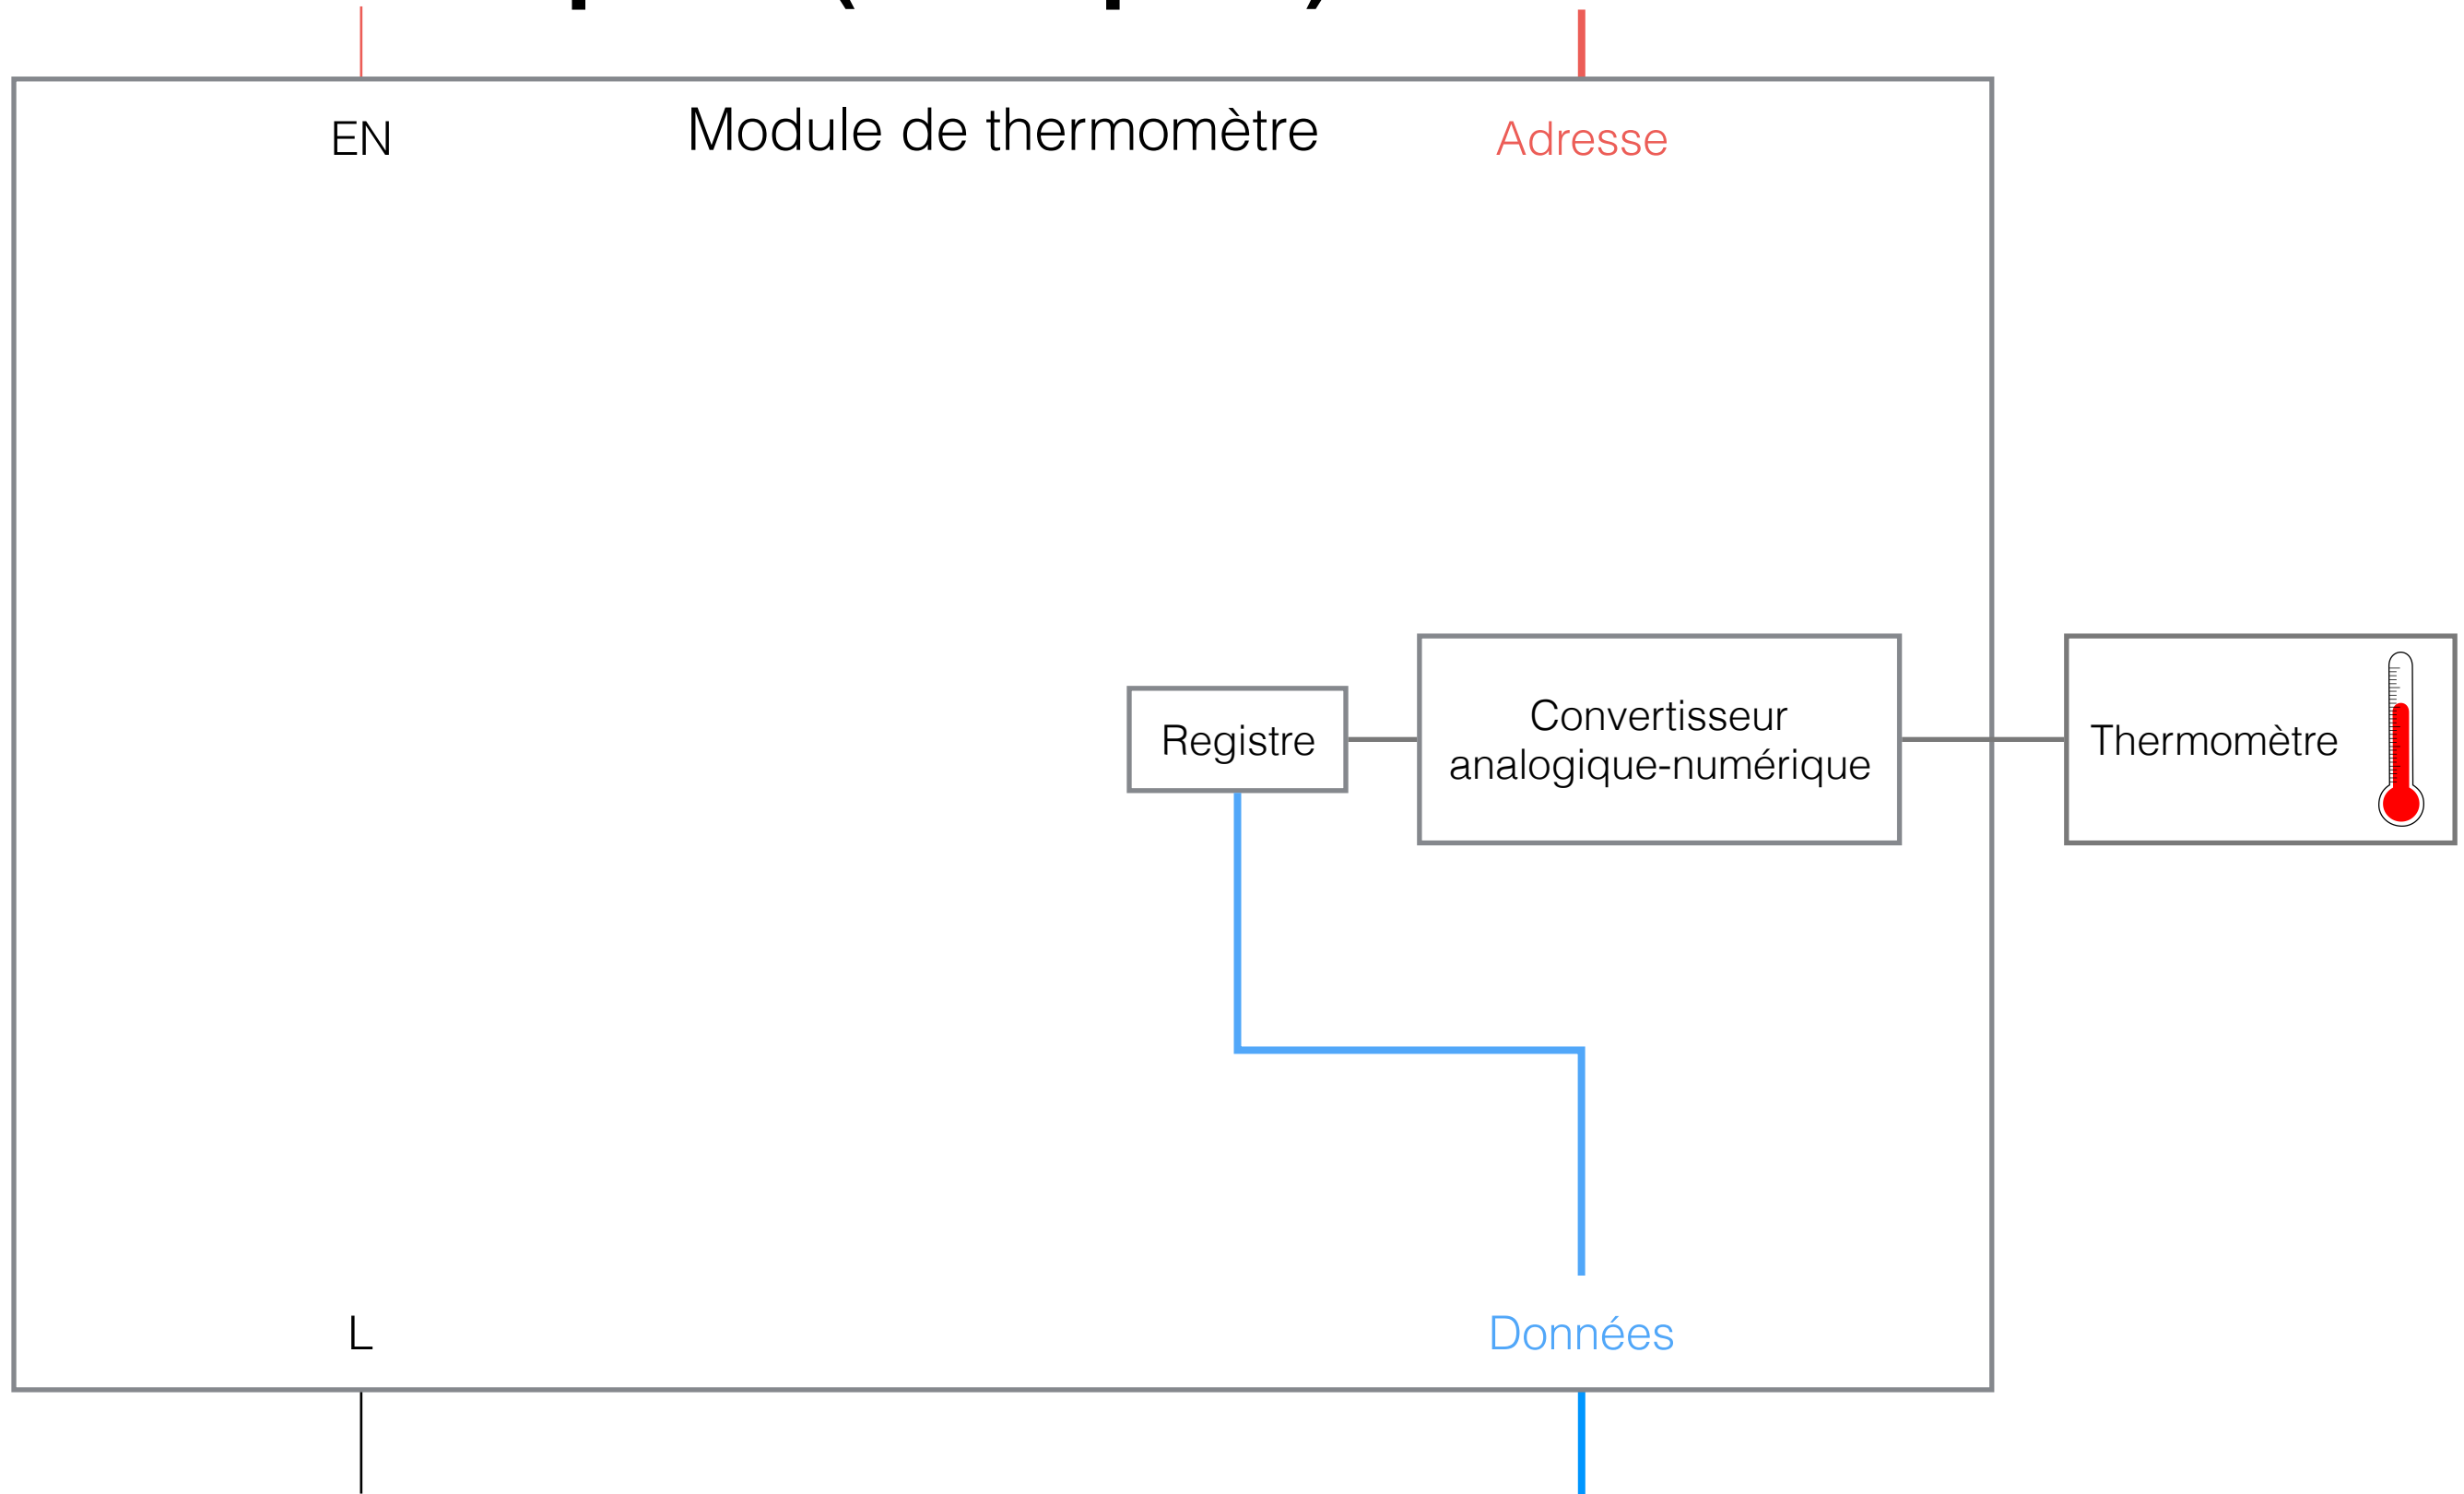 EN
Module de thermomètre
Adresse
Registre
Convertisseur
analogique-numérique
Thermomètre
L
Données